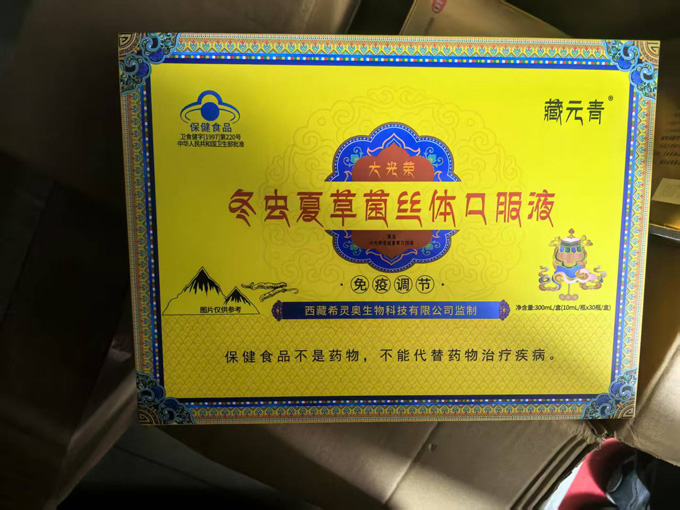 保健食品
卫食健字[1997]第220号
中华人民共和国卫生部批准
藏元青®
大光荣
冬虫夏草菌丝体口服液
·免疫调节·
图片仅供参考
西藏希灵奥生物科技有限公司监制
净含量:300mL/盒(10mL/瓶x30瓶/盒)
保健食品不是药物，不能代替药物治疗疾病。